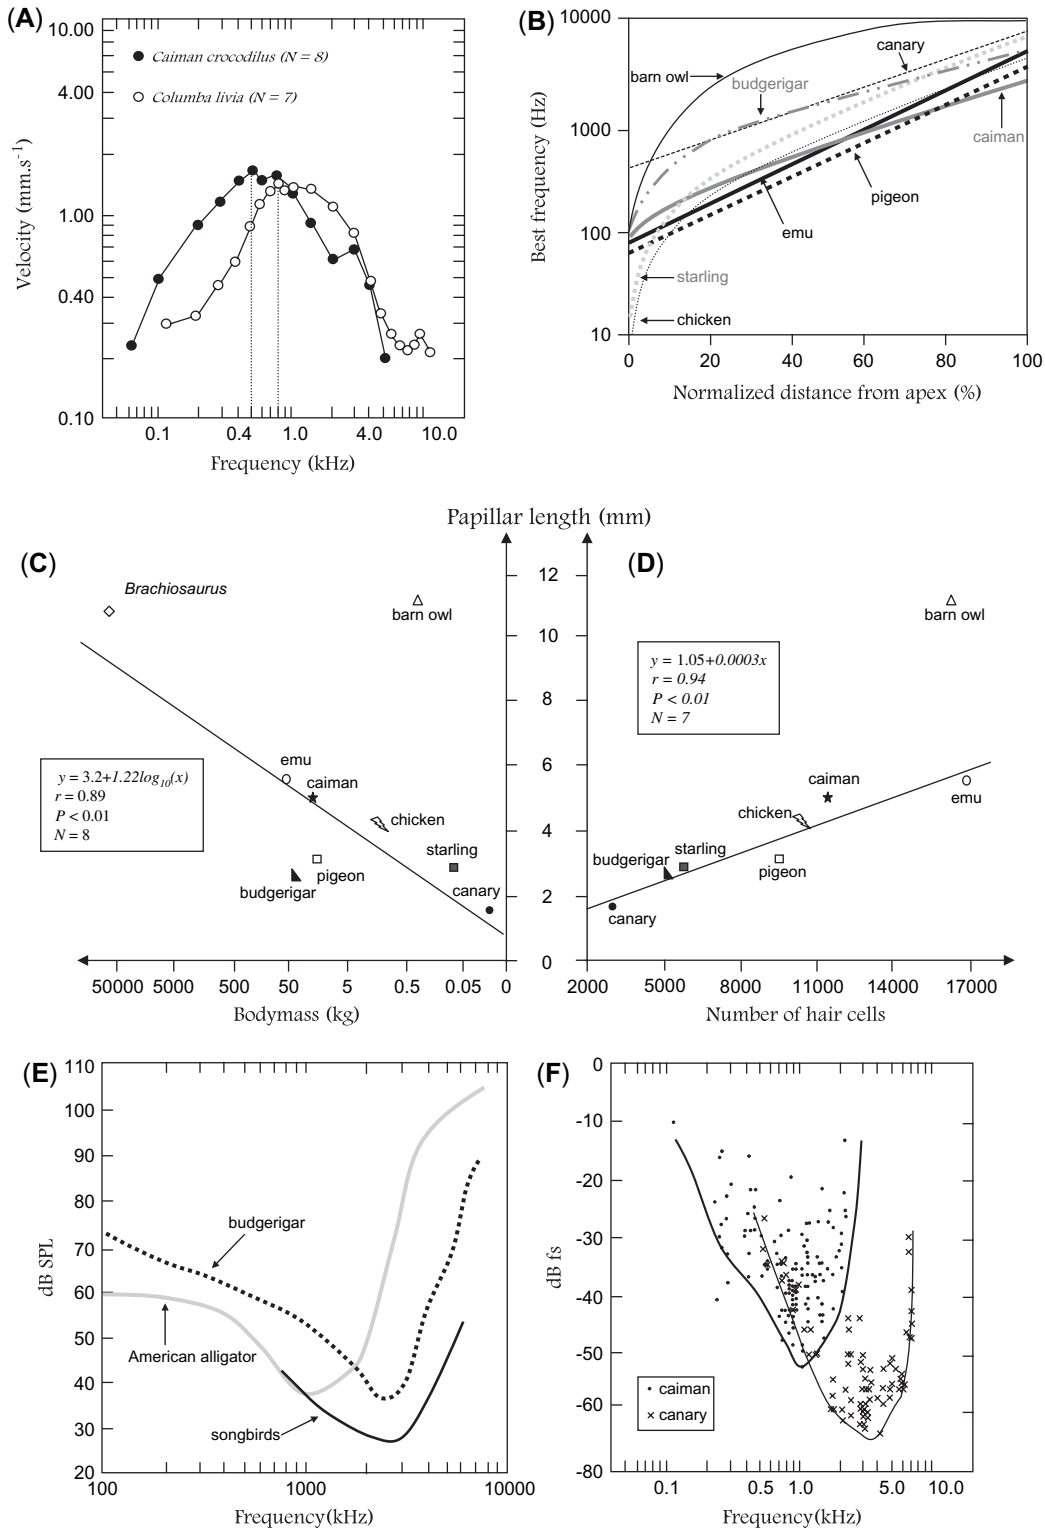 (A)
10.00
4.00
1.00
0.40
0.10
Velocity (mm.s-1)
Caiman crocodilus (N = 8)
Columba livia (N = 7)
0.1 0.4 1.0 4.0 10.0
Frequency (kHz)
(B)
10000
1000
100
10
Best frequency (Hz)
barn owl
canary
budgerigar
caiman
pigeon
emu
starling
chicken
0 20 40 60 80 100
Normalized distance from apex (%)
Papillar length (mm)
(C)
Brachiosaurus
barn owl
emu
caiman
chicken
starling
pigeon
budgerigar
canary
y = 3.2+1.22log10(x)
r = 0.89
P < 0.01
N = 8
12
10
8
6
4
2
0
50000 5000 500 50 5 0.5 0.05 0
Bodymass (kg)
(D)
barn owl
y = 1.05+0.0003x
r = 0.94
P < 0.01
N = 7
caiman
emu
chicken
budgerigar
starling
pigeon
canary
2000 5000 8000 11000 14000 17000
Number of hair cells
(E)
110
100
90
80
70
60
50
40
30
20
dB SPL
budgerigar
American alligator
songbirds
100 1000 10000
Frequency(kHz)
(F)
0
-10
-20
-30
-40
-50
-60
-80
dB fs
caiman
canary
0.1 0.5 1.0 5.0 10.0
Frequency(kHz)